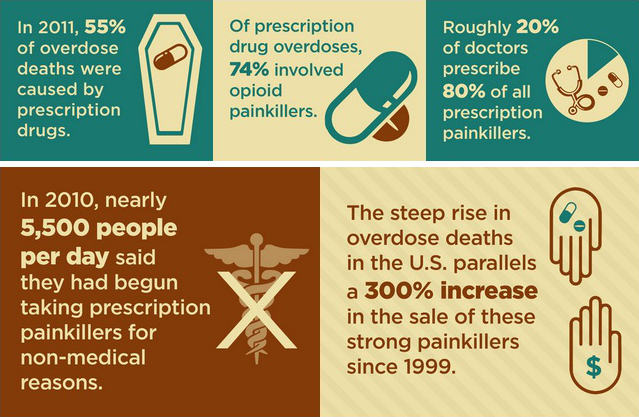 In 2011, 55%
of overdose
deaths were
caused by
prescription
drugs.
Of prescription
drug overdoses,
74% involved
opioid
painkillers.
Roughly 20%
of doctors
prescribe
80% of all
prescription
painkillers.
In 2010, nearly
5,500 people
per day said
they had begun
taking prescription
painkillers for
non-medical
reasons.
The steep rise in
overdose deaths
in the U.S. parallels
a 300% increase
in the sale of these
strong painkillers
since 1999.
$